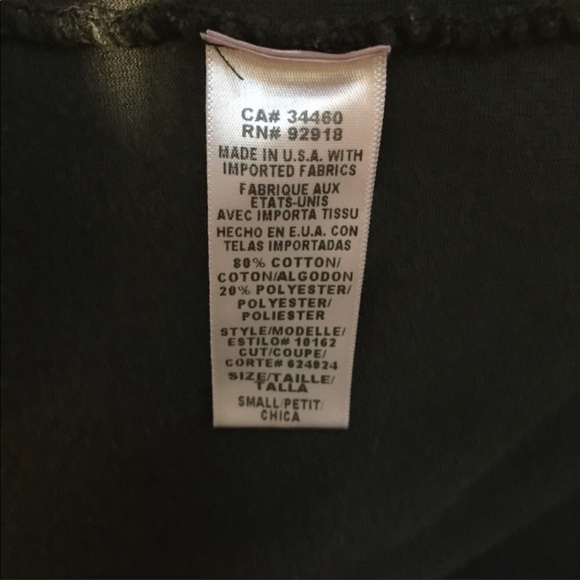 CA# 34460
RN# 92918
MADE IN U.S.A. WITH
IMPORTED FABRICS
FABRIQUE AUX
ETATS-UNIS
AVEC IMPORTA TISSU
HECHO EN E.U.A. CON
TELAS IMPORTADAS
80% COTTON/
COTON/ALGODON
20% POLYESTER/
POLYESTER/
POLIESTER
STYLE/MODELLE/
ESTILO# 10162
CUT/COUPE/
CORTE# 624924
SIZE/TAILLE/
TALLA
SMALL/PETIT/
CHICA